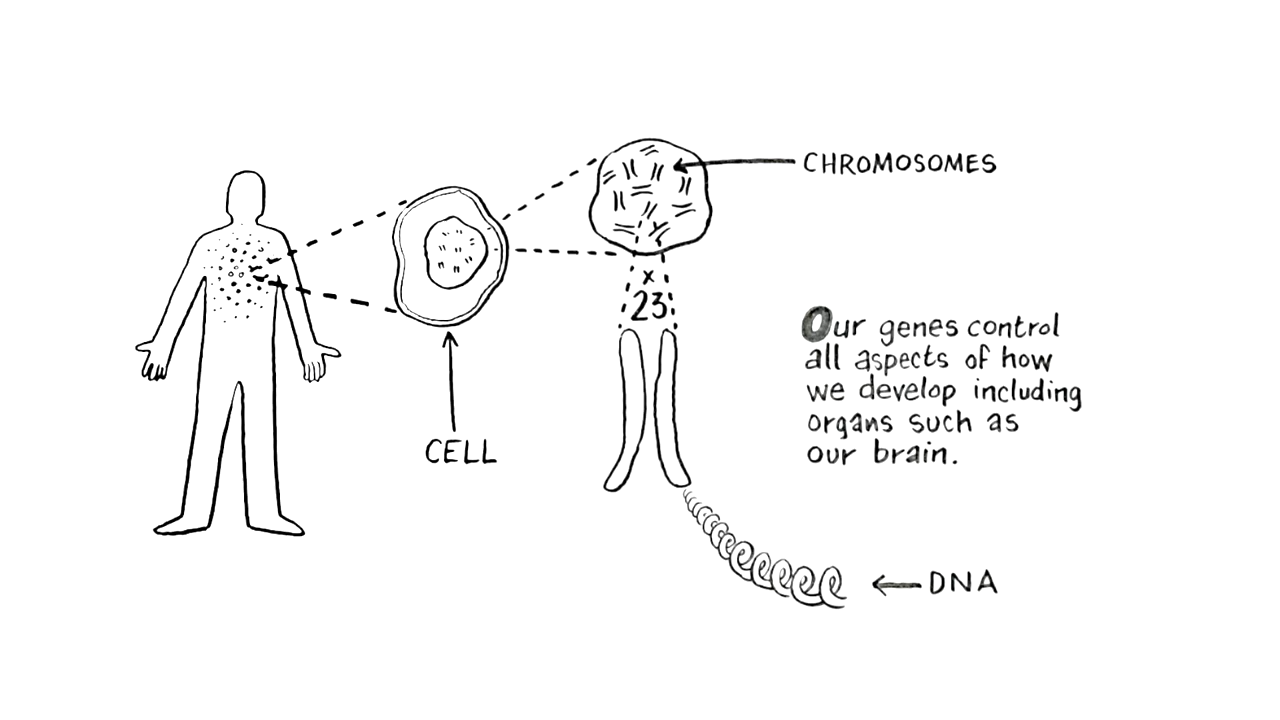 CHROMOSOMES
x
23
Our genes control
all aspects of how
we develop including
organs such as
our brain.
CELL
DNA